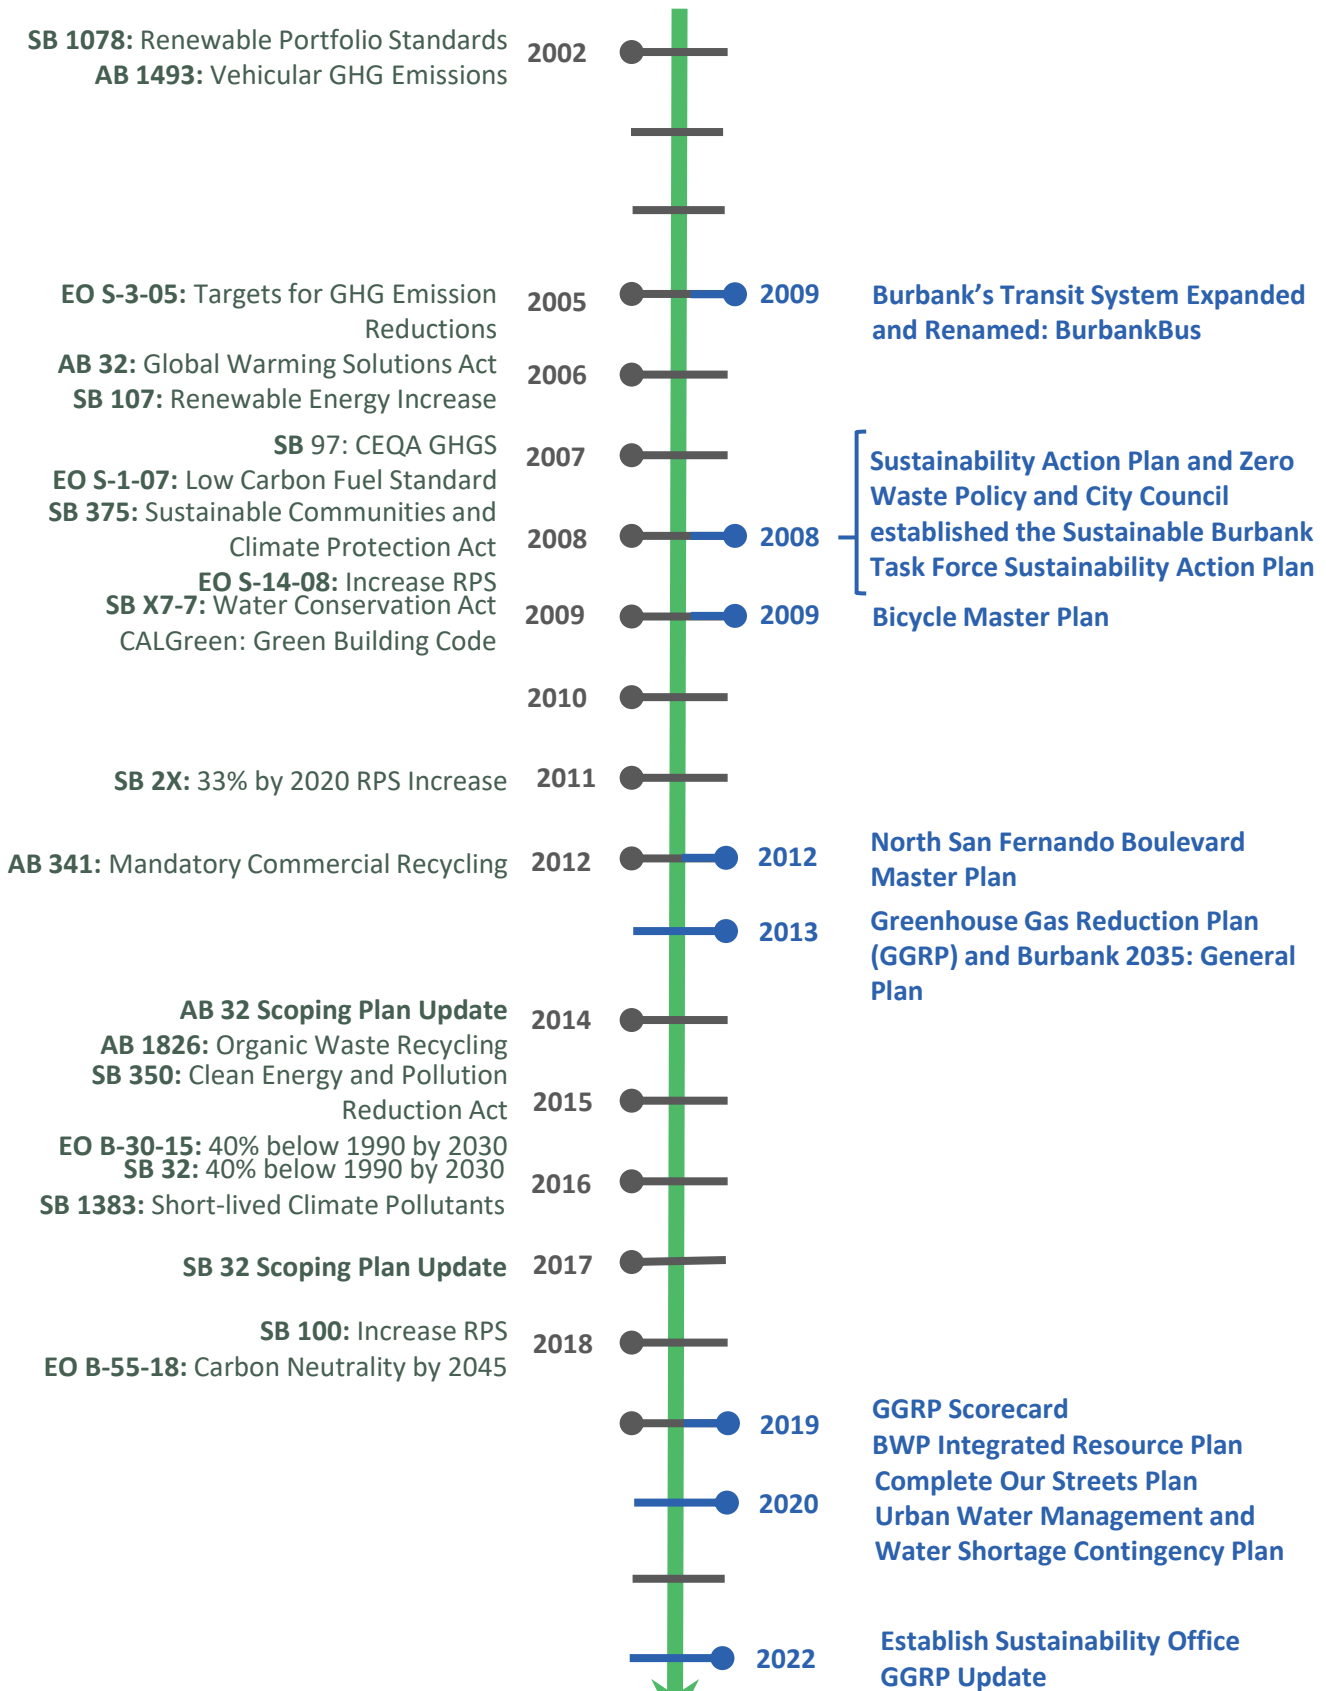 SB 1078: Renewable Portfolio Standards
AB 1493: Vehicular GHG Emissions
2002
EO S-3-05: Targets for GHG Emission
Reductions
2005
2009
Burbank’s Transit System Expanded
and Renamed: BurbankBus
AB 32: Global Warming Solutions Act
SB 107: Renewable Energy Increase
2006
SB 97: CEQA GHGS
EO S-1-07: Low Carbon Fuel Standard
2007
SB 375: Sustainable Communities and
Climate Protection Act
EO S-14-08: Increase RPS
2008
2008
Sustainability Action Plan and Zero
Waste Policy and City Council
established the Sustainable Burbank
Task Force Sustainability Action Plan
SB X7-7: Water Conservation Act
CALGreen: Green Building Code
2009
2009
Bicycle Master Plan
2010
SB 2X: 33% by 2020 RPS Increase
2011
AB 341: Mandatory Commercial Recycling
2012
2012
North San Fernando Boulevard
Master Plan
2013
Greenhouse Gas Reduction Plan
(GGRP) and Burbank 2035: General
Plan
AB 32 Scoping Plan Update
AB 1826: Organic Waste Recycling
2014
SB 350: Clean Energy and Pollution
Reduction Act
EO B-30-15: 40% below 1990 by 2030
2015
SB 32: 40% below 1990 by 2030
SB 1383: Short-lived Climate Pollutants
2016
SB 32 Scoping Plan Update
2017
SB 100: Increase RPS
EO B-55-18: Carbon Neutrality by 2045
2018
2019
GGRP Scorecard
BWP Integrated Resource Plan
2020
Complete Our Streets Plan
Urban Water Management and
Water Shortage Contingency Plan
2022
Establish Sustainability Office
GGRP Update